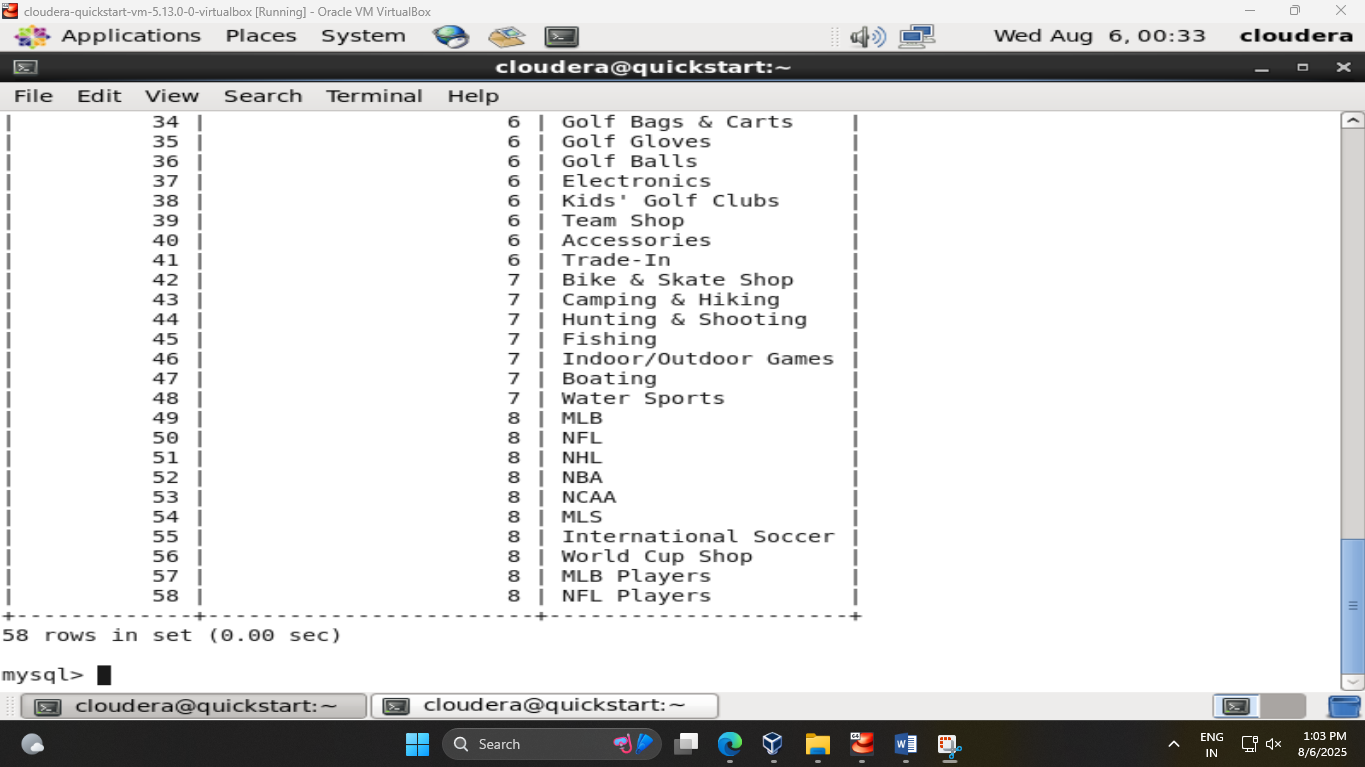 cloudera-quickstart-vm-5.13.0-0-virtualbox [Running] - Oracle VM VirtualBox
Applications Places System Wed Aug 6, 00:33 cloudera
cloudera@quickstart:~
File Edit View Search Terminal Help
| 34 | 6 | Golf Bags & Carts |
| 35 | 6 | Golf Gloves |
| 36 | 6 | Golf Balls |
| 37 | 6 | Electronics |
| 38 | 6 | Kids' Golf Clubs |
| 39 | 6 | Team Shop |
| 40 | 6 | Accessories |
| 41 | 6 | Trade-In |
| 42 | 7 | Bike & Skate Shop |
| 43 | 7 | Camping & Hiking |
| 44 | 7 | Hunting & Shooting |
| 45 | 7 | Fishing |
| 46 | 7 | Indoor/Outdoor Games |
| 47 | 7 | Boating |
| 48 | 7 | Water Sports |
| 49 | 8 | MLB |
| 50 | 8 | NFL |
| 51 | 8 | NHL |
| 52 | 8 | NBA |
| 53 | 8 | NCAA |
| 54 | 8 | MLS |
| 55 | 8 | International Soccer |
| 56 | 8 | World Cup Shop |
| 57 | 8 | MLB Players |
| 58 | 8 | NFL Players |
+-------------+------------------------+----------------------+
58 rows in set (0.00 sec)
mysql>
cloudera@quickstart:~ cloudera@quickstart:~
Search ENG 1:03 PM
IN 8/6/2025